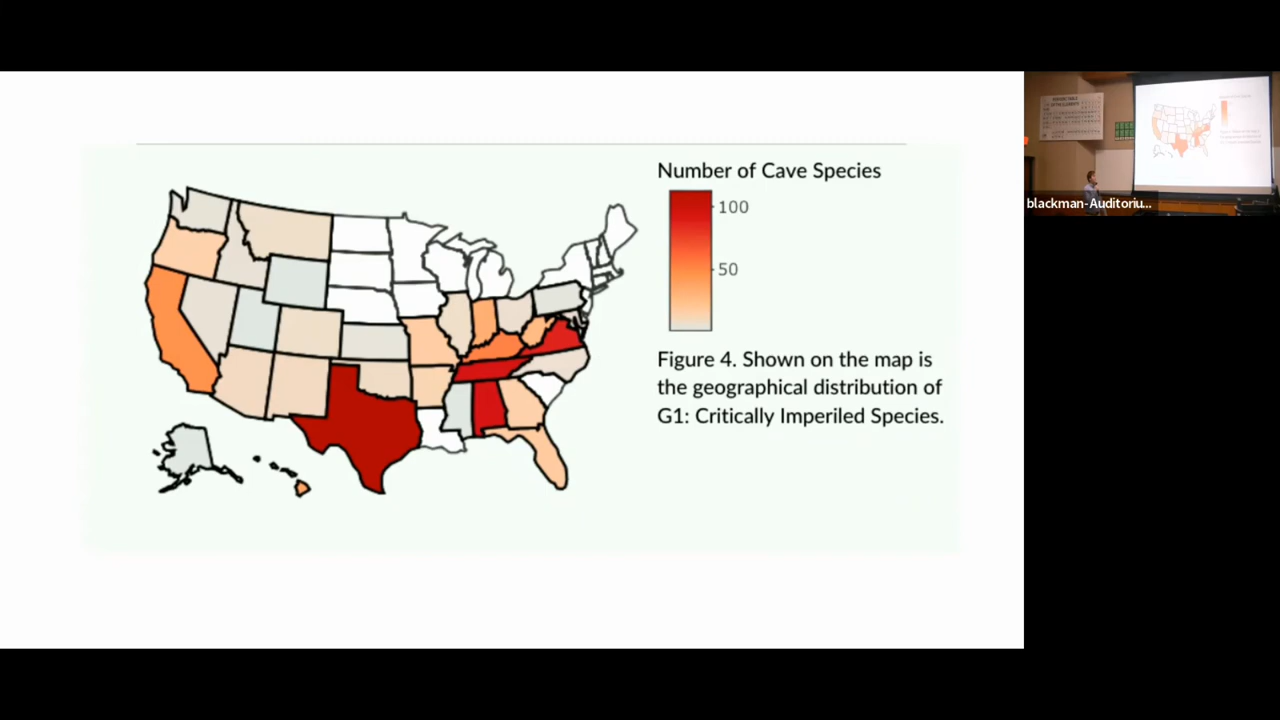 Number of Cave Species
100
50
Figure 4. Shown on the map is
the geographical distribution of
G1: Critically Imperiled Species.
blackman-Auditoriu...